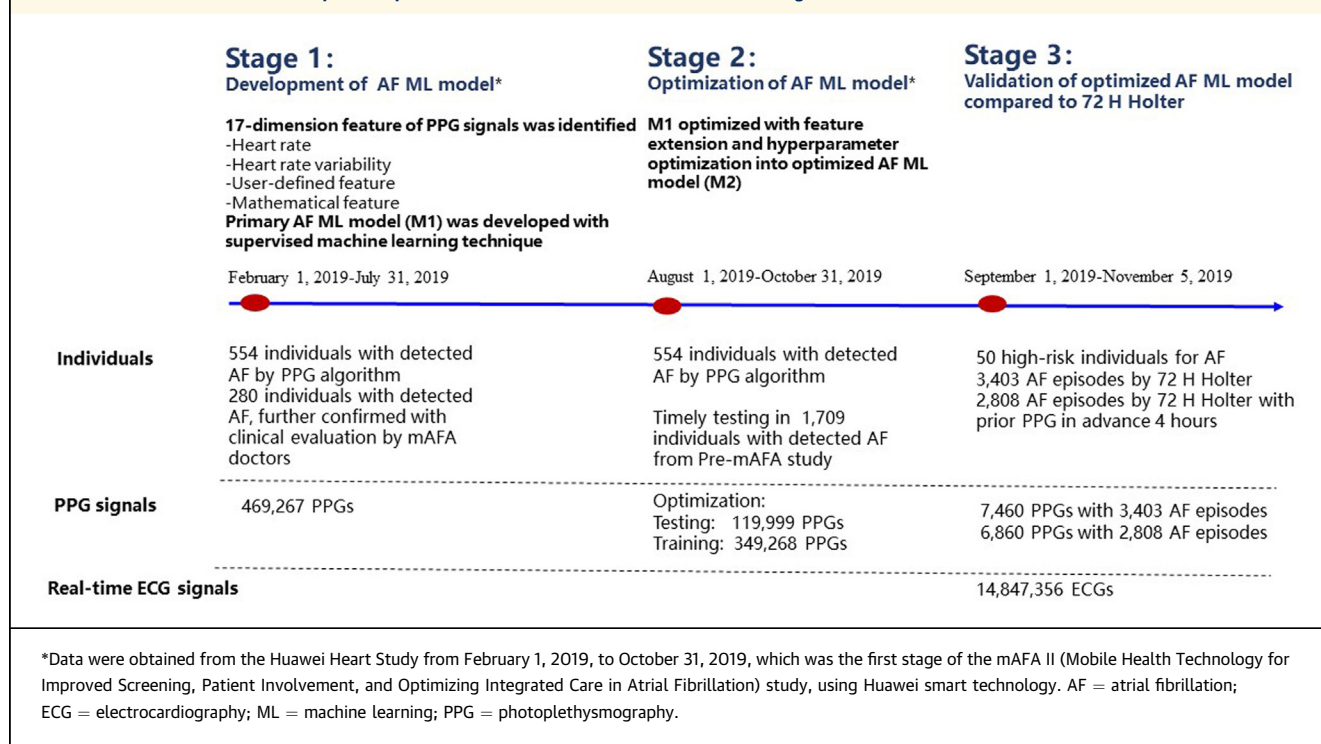 Stage 1:
Development of AF ML model*
17-dimension feature of PPG signals was identified
-Heart rate
-Heart rate variability
-User-defined feature
-Mathematical feature
Primary AF ML model (M1) was developed with
supervised machine learning technique
February 1, 2019-July 31, 2019
Stage 2:
Optimization of AF ML model*
M1 optimized with feature
extension and hyperparameter
optimization into optimized AF ML
model (M2)
August 1, 2019-October 31, 2019
Stage 3:
Validation of optimized AF ML model
compared to 72 H Holter
September 1, 2019-November 5, 2019
Individuals
554 individuals with detected
AF by PPG algorithm
280 individuals with detected
AF, further confirmed with
clinical evaluation by mAFA
doctors
554 individuals with detected
AF by PPG algorithm
Timely testing in 1,709
individuals with detected AF
from Pre-mAFA study
50 high-risk individuals for AF
3,403 AF episodes by 72 H Holter
2,808 AF episodes by 72 H Holter with
prior PPG in advance 4 hours
PPG signals
469,267 PPGs
Optimization:
Testing: 119,999 PPGs
Training: 349,268 PPGs
7,460 PPGs with 3,403 AF episodes
6,860 PPGs with 2,808 AF episodes
Real-time ECG signals
14,847,356 ECGs
*Data were obtained from the Huawei Heart Study from February 1, 2019, to October 31, 2019, which was the first stage of the mAFA II (Mobile Health Technology for
Improved Screening, Patient Involvement, and Optimizing Integrated Care in Atrial Fibrillation) study, using Huawei smart technology. AF = atrial fibrillation;
ECG = electrocardiography; ML = machine learning; PPG = photoplethysmography.